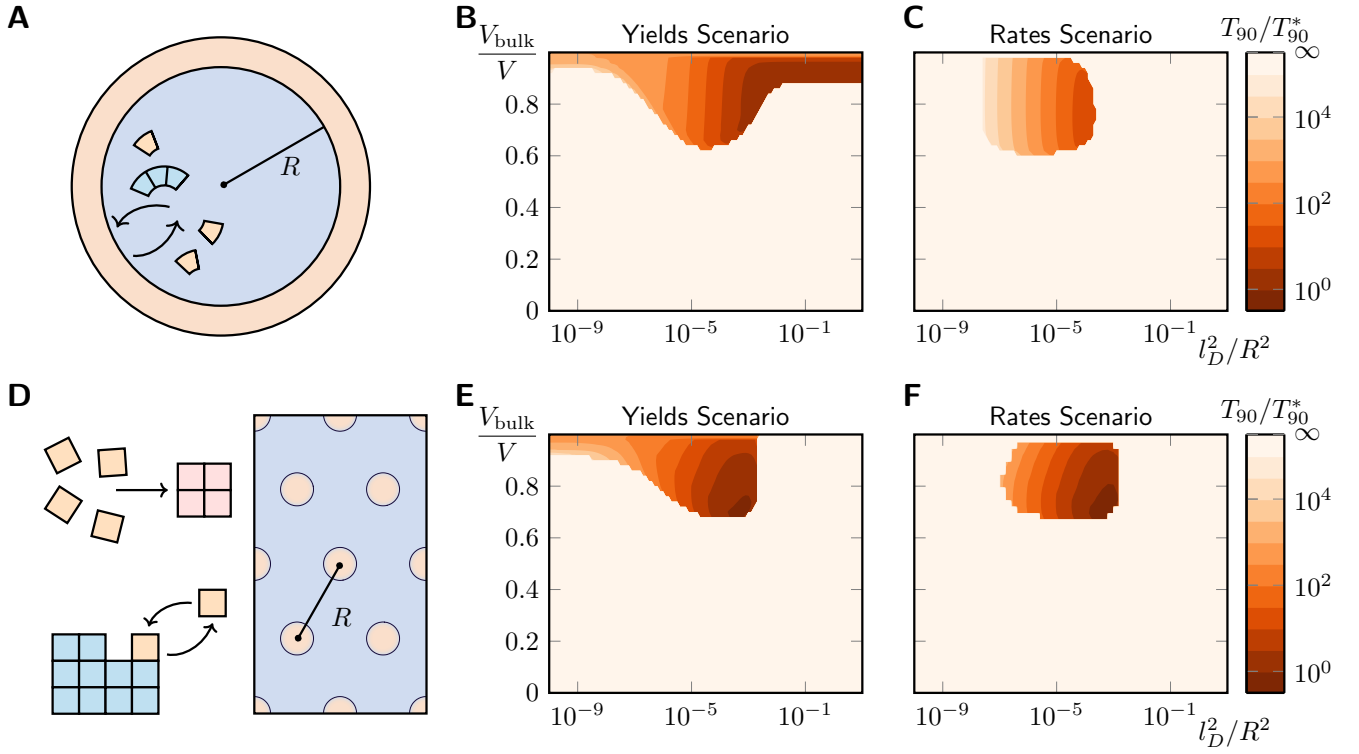 A
R
B
V_bulk
V
Yields Scenario
0.8
0.6
0.4
0.2
0
10^−9
10^−5
10^−1
C
Rates Scenario
T_90/T*_90
∞
10^4
10^2
10^0
10^−9
10^−5
10^−1
l_D^2/R^2
D
R
E
V_bulk
V
Yields Scenario
0.8
0.6
0.4
0.2
0
10^−9
10^−5
10^−1
F
Rates Scenario
T_90/T*_90
∞
10^4
10^2
10^0
10^−9
10^−5
10^−1
l_D^2/R^2